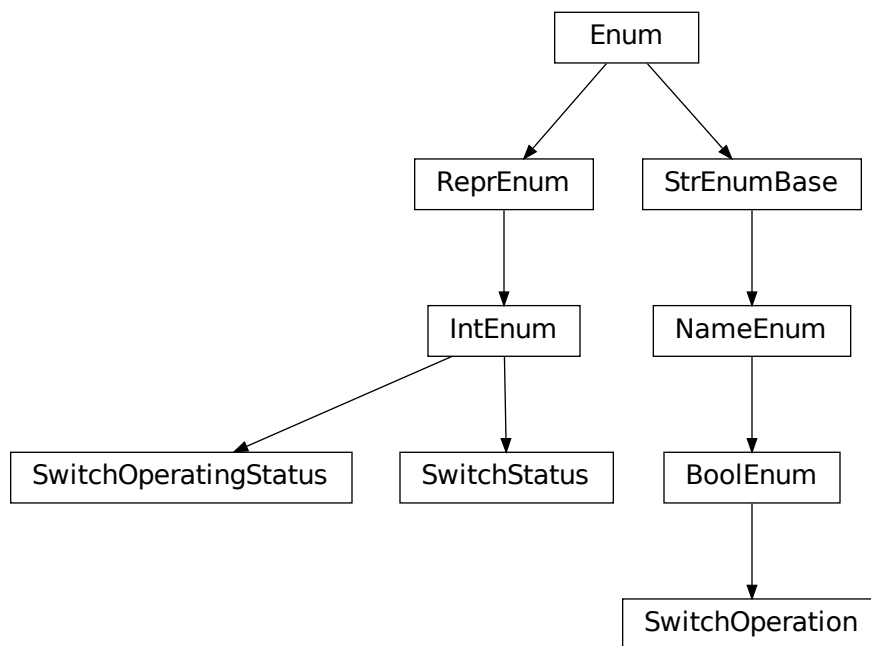 Enum
ReprEnum
StrEnumBase
IntEnum
NameEnum
SwitchOperatingStatus
SwitchStatus
BoolEnum
SwitchOperation